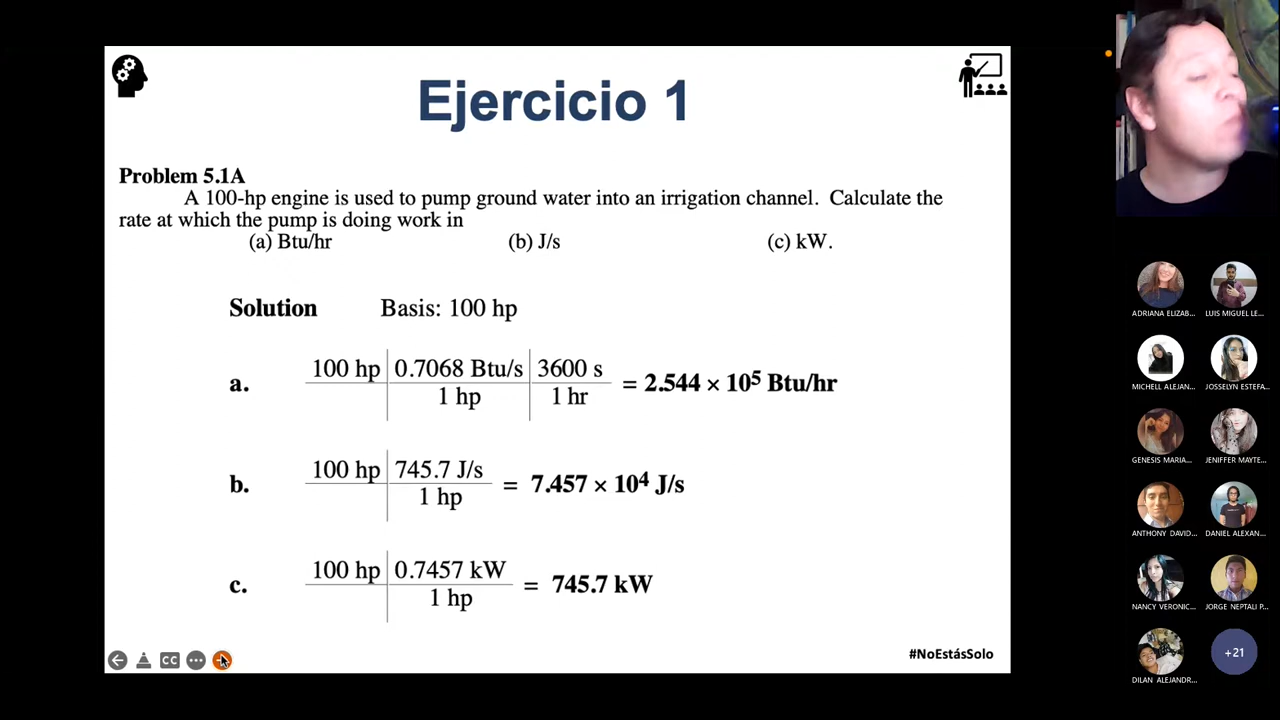 Ejercicio 1
Problem 5.1A
A 100-hp engine is used to pump ground water into an irrigation channel. Calculate the
rate at which the pump is doing work in
(a) Btu/hr (b) J/s (c) kW.
Solution Basis: 100 hp
100 hp 0.7068 Btu/s 3600 s
a. = 2.544 × 10⁵ Btu/hr
1 hp 1 hr
100 hp 745.7 J/s
b. = 7.457 × 10⁴ J/s
1 hp
100 hp 0.7457 kW
c. = 745.7 kW
1 hp
CC
#NoEstásSolo
ADRIANA ELIZAB... LUIS MIGUEL LE...
MICHELL ALEJAN... JOSSELYN ESTEFA...
GENESIS MARIA... JENIFFER MAYTE...
ANTHONY DAVID... DANIEL ALEXAN...
NANCY VERONIC... JORGE NEPTALI P...
DILAN ALEJANDR... +21